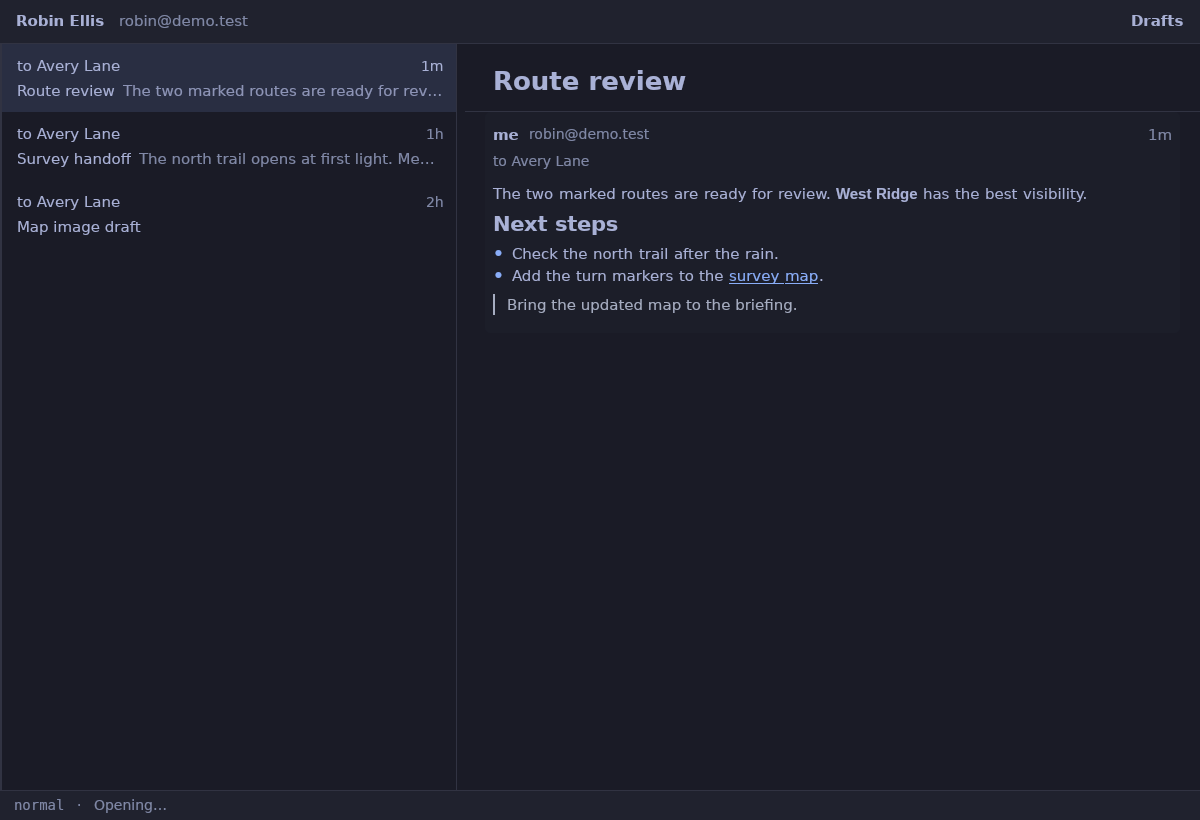 Robin Ellis robin@demo.test Drafts
to Avery Lane 1m
Route review The two marked routes are ready for rev…
to Avery Lane 1h
Survey handoff The north trail opens at first light. Me…
to Avery Lane 2h
Map image draft
Route review
me robin@demo.test 1m
to Avery Lane
The two marked routes are ready for review. West Ridge has the best visibility.
Next steps
• Check the north trail after the rain.
• Add the turn markers to the survey map.
Bring the updated map to the briefing.
normal · Opening…